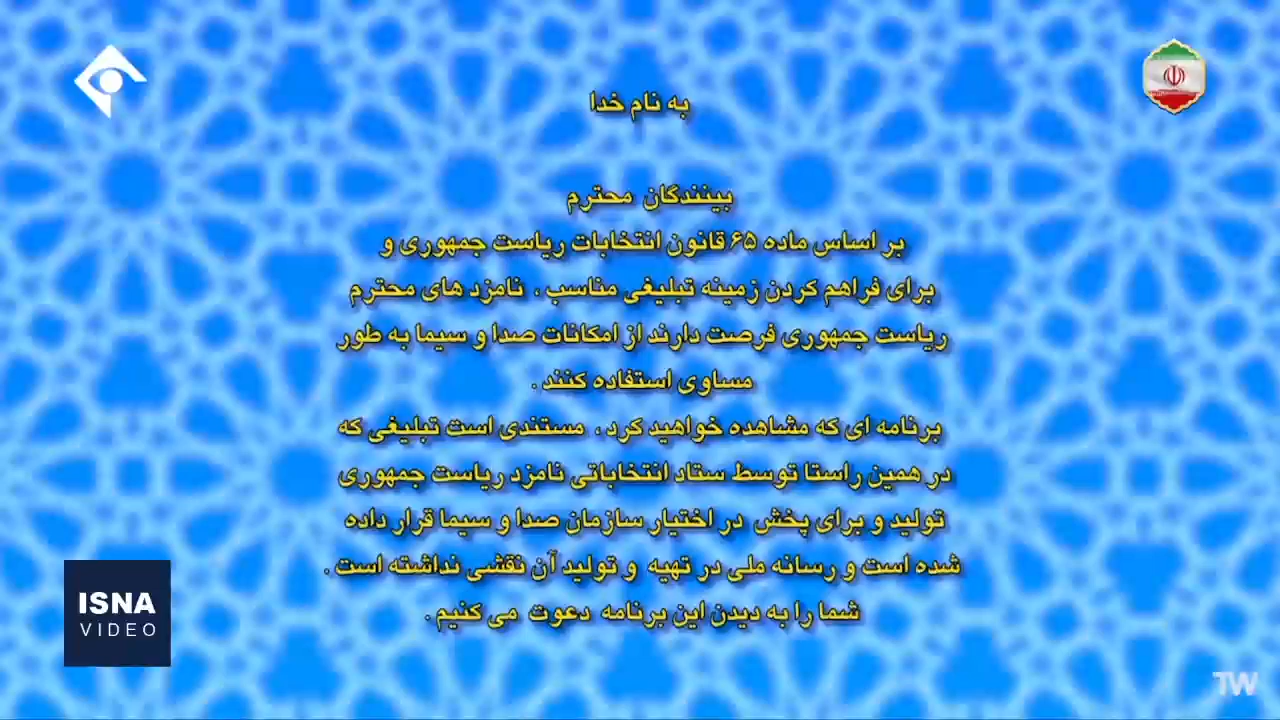 به نام خدا
بینندگان محترم
بر اساس ماده ۶۵ قانون انتخابات ریاست جمهوری و
برای فراهم کردن زمینه تبلیغی مناسب ، نامزد های محترم
ریاست جمهوری فرصت دارند از امکانات صدا و سیما به طور
مساوی استفاده کنند .
برنامه ای که مشاهده خواهید کرد ، مستندی است تبلیغی که
در همین راستا توسط ستاد انتخاباتی نامزد ریاست جمهوری
تولید و برای پخش در اختیار سازمان صدا و سیما قرار داده
شده است و رسانه ملی در تهیه و تولید آن نقشی نداشته است .
شما را به دیدن این برنامه دعوت می کنیم .
ISNA
VIDEO
TW